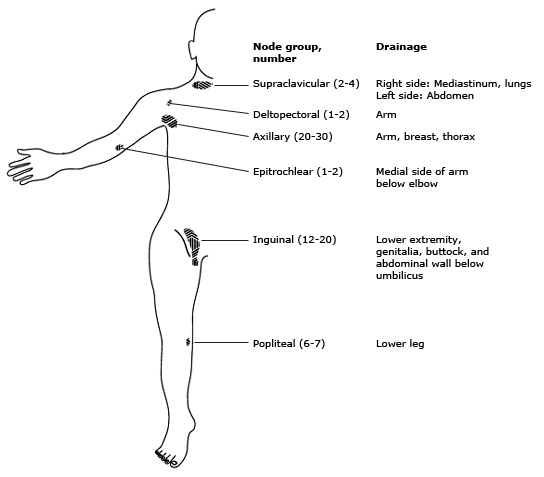 Node group, number Drainage
Supraclavicular (2-4) Right side: Mediastinum, lungs
Left side: Abdomen
Deltopectoral (1-2) Arm
Axillary (20-30) Arm, breast, thorax
Epitrochlear (1-2) Medial side of arm
below elbow
Inguinal (12-20) Lower extremity,
genitalia, buttock, and
abdominal wall below
umbilicus
Popliteal (6-7) Lower leg